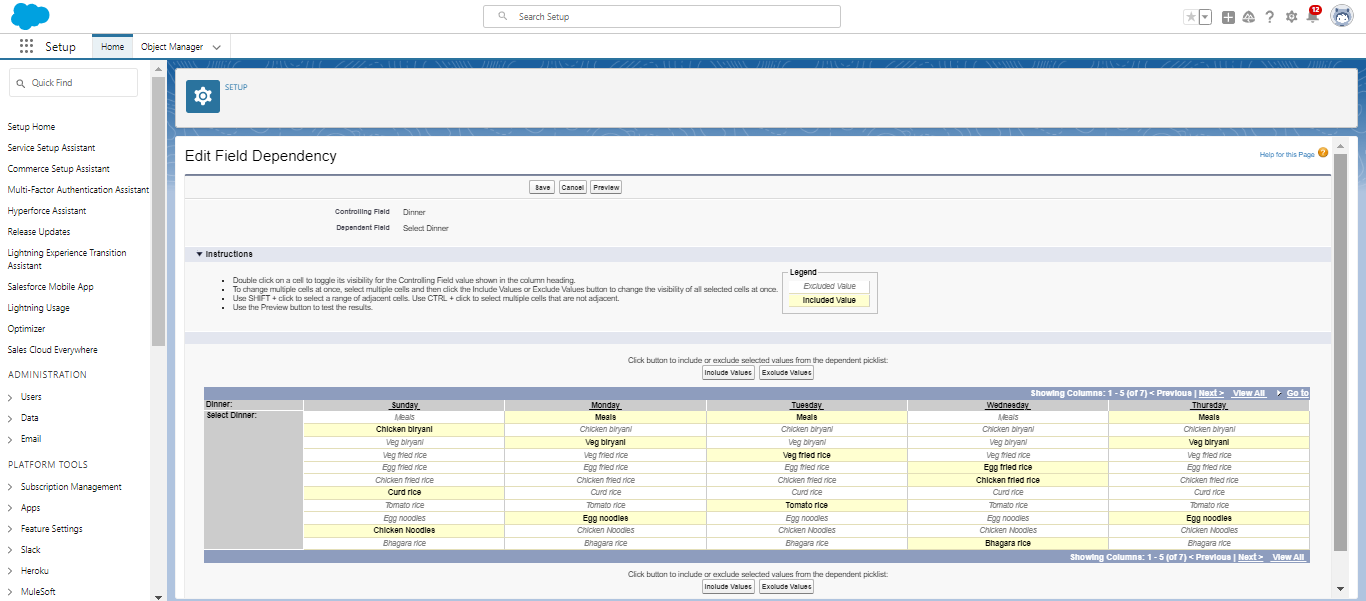 Search Setup
12
Setup Home Object Manager
Quick Find
SETUP
Setup Home
Service Setup Assistant
Commerce Setup Assistant
Multi-Factor Authentication Assistant
Hyperforce Assistant
Release Updates
Lightning Experience Transition
Assistant
Salesforce Mobile App
Lightning Usage
Optimizer
Sales Cloud Everywhere
ADMINISTRATION
Users
Data
Email
PLATFORM TOOLS
Subscription Management
Apps
Feature Settings
Slack
Heroku
MuleSoft
Edit Field Dependency
Help for this Page ?
Save Cancel Preview
Controlling Field Dinner
Dependent Field Select Dinner
Instructions
Double click on a cell to toggle its visibility for the Controlling Field value shown in the column heading.
To change multiple cells at once, select multiple cells and then click the Include Values or Exclude Values button to change the visibility of all selected cells at once.
Use SHIFT + click to select a range of adjacent cells. Use CTRL + click to select multiple cells that are not adjacent.
Use the Preview button to test the results.
Legend
Excluded Value
Included Value
Click button to include or exclude selected values from the dependent picklist:
Include Values Exclude Values
Showing Columns: 1 - 5 (of 7) < Previous | Next > View All Go to
Dinner: Sunday Monday Tuesday Wednesday Thursday
Select Dinner: Meals Meals Meals Meals Meals
Chicken biryani Chicken biryani Chicken biryani Chicken biryani Chicken biryani
Veg biryani Veg biryani Veg biryani Veg biryani Veg biryani
Veg fried rice Veg fried rice Veg fried rice Veg fried rice Veg fried rice
Egg fried rice Egg fried rice Egg fried rice Egg fried rice Egg fried rice
Chicken fried rice Chicken fried rice Chicken fried rice Chicken fried rice Chicken fried rice
Curd rice Curd rice Curd rice Curd rice Curd rice
Tomato rice Tomato rice Tomato rice Tomato rice Tomato rice
Egg noodles Egg noodles Egg noodles Egg noodles Egg noodles
Chicken Noodles Chicken Noodles Chicken Noodles Chicken Noodles Chicken Noodles
Bhagara rice Bhagara rice Bhagara rice Bhagara rice Bhagara rice
Showing Columns: 1 - 5 (of 7) < Previous | Next > View All
Click button to include or exclude selected values from the dependent picklist:
Include Values Exclude Values